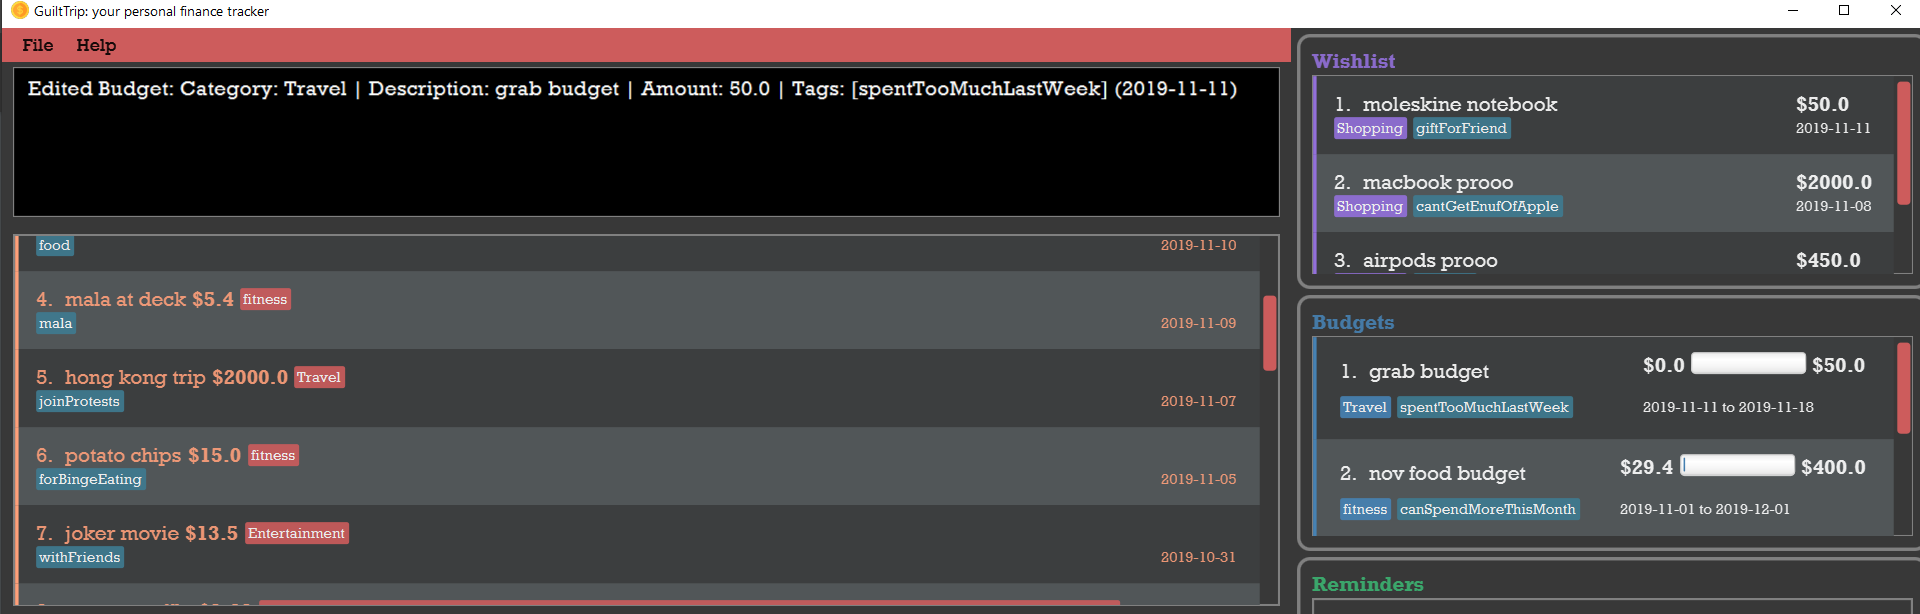 GuiltTrip: your personal finance tracker
File Help
Edited Budget: Category: Travel | Description: grab budget | Amount: 50.0 | Tags: [spentTooMuchLastWeek] (2019-11-11)
food 2019-11-10
4. mala at deck $5.4 fitness
mala 2019-11-09
5. hong kong trip $2000.0 Travel
joinProtests 2019-11-07
6. potato chips $15.0 fitness
forBingeEating 2019-11-05
7. joker movie $13.5 Entertainment
withFriends 2019-10-31
Wishlist
1. moleskine notebook $50.0
Shopping giftForFriend 2019-11-11
2. macbook prooo $2000.0
Shopping cantGetEnufOfApple 2019-11-08
3. airpods prooo $450.0
Budgets
1. grab budget $0.0 $50.0
Travel spentTooMuchLastWeek 2019-11-11 to 2019-11-18
2. nov food budget $29.4 $400.0
fitness canSpendMoreThisMonth 2019-11-01 to 2019-12-01
Reminders